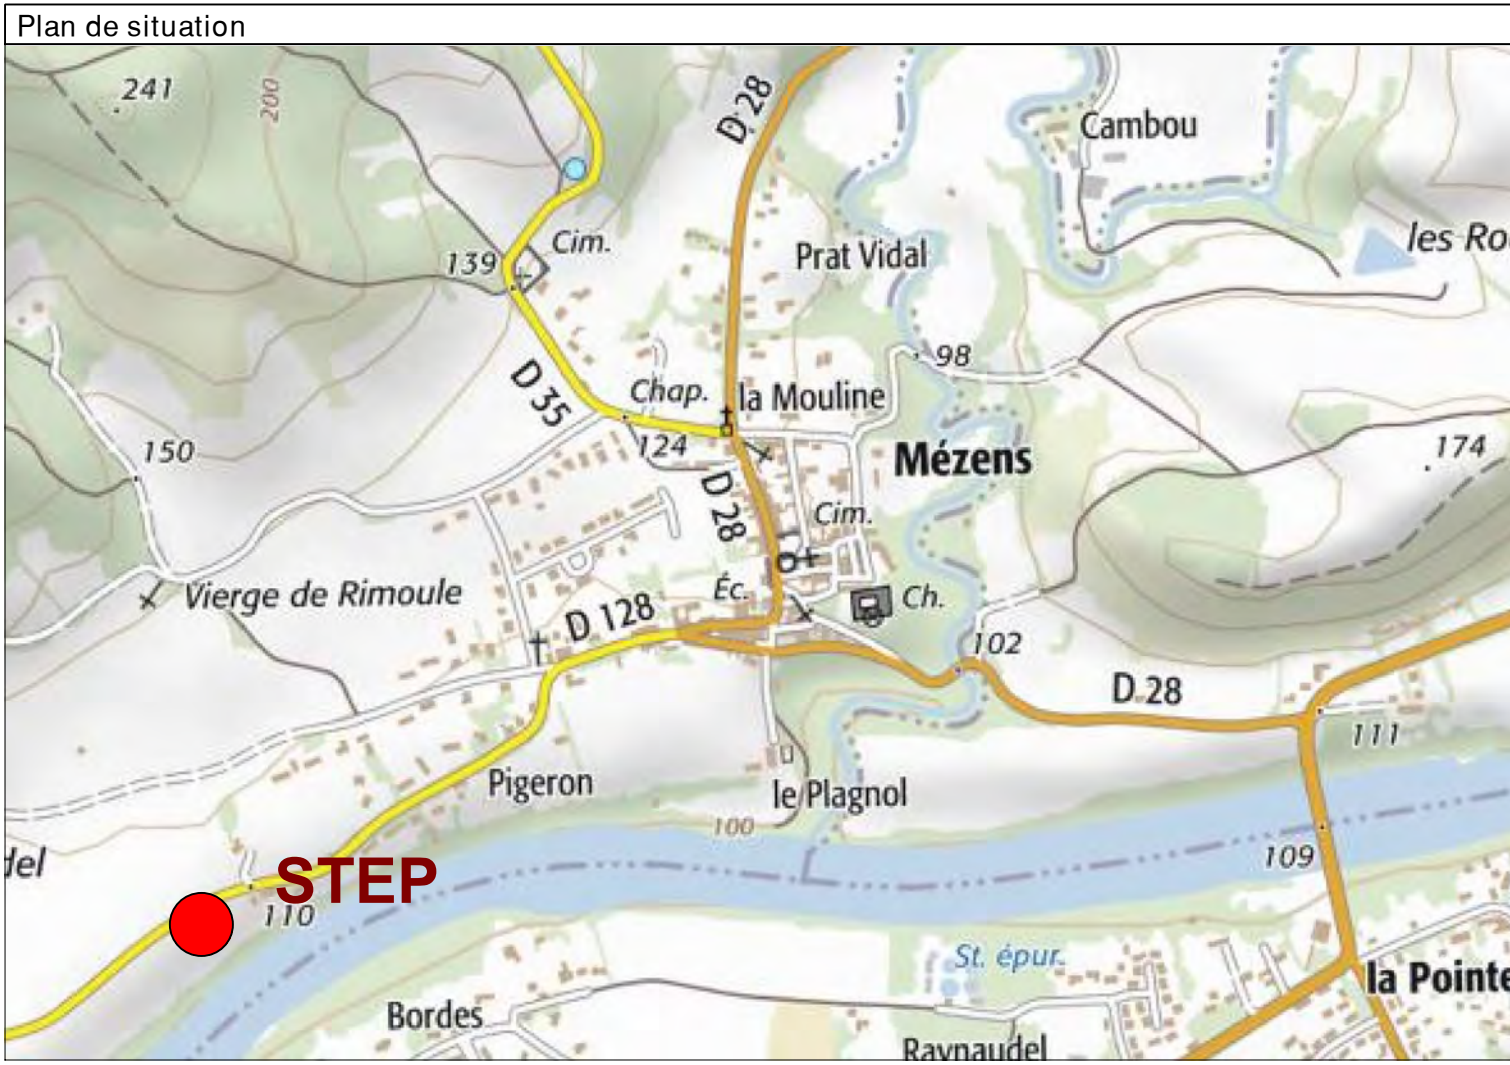 Plan de situation
241
200
D 28
Cambou
Cim.
139
Prat Vidal
les Ro
98
D 35
Chap.
la Mouline
124
150
Mézens
174
D 28
Cim.
Vierge de Rimoule
Éc.
Ch.
D 128
102
D 28
111
Pigeron
le Plagnol
100
del
STEP
109
110
St. épur.
la Pointe
Bordes
Raynaudel